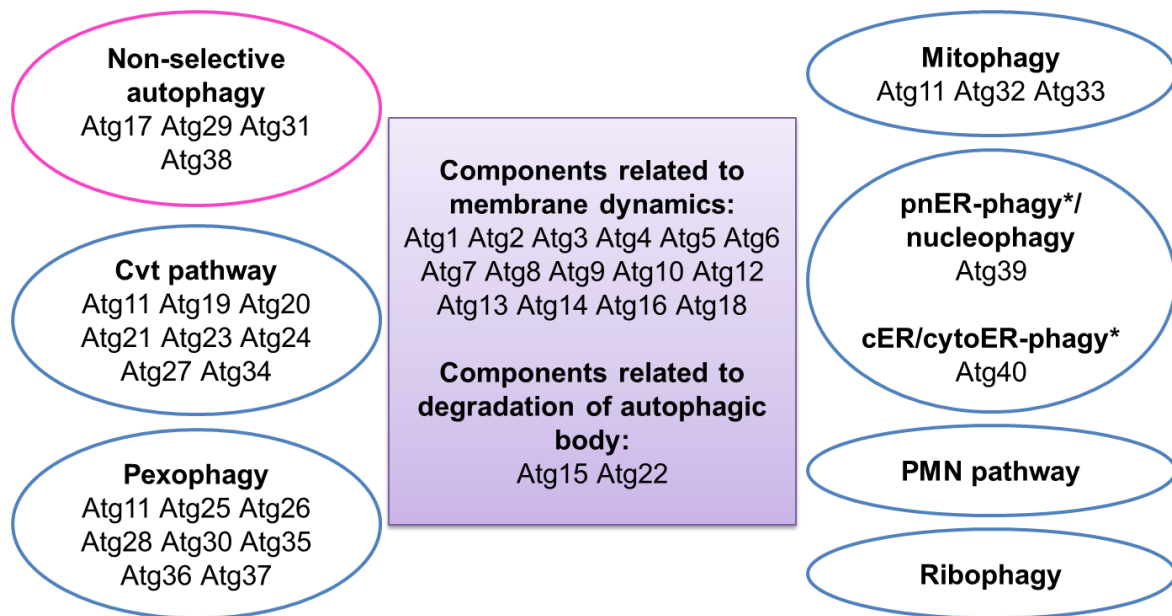 Non-selective
autophagy
Atg17 Atg29 Atg31
Atg38
Cvt pathway
Atg11 Atg19 Atg20
Atg21 Atg23 Atg24
Atg27 Atg34
Pexophagy
Atg11 Atg25 Atg26
Atg28 Atg30 Atg35
Atg36 Atg37
Components related to
membrane dynamics:
Atg1 Atg2 Atg3 Atg4 Atg5 Atg6
Atg7 Atg8 Atg9 Atg10 Atg12
Atg13 Atg14 Atg16 Atg18
Components related to
degradation of autophagic
body:
Atg15 Atg22
Mitophagy
Atg11 Atg32 Atg33
pnER-phagy*/
nucleophagy
Atg39
cER/cytoER-phagy*
Atg40
PMN pathway
Ribophagy